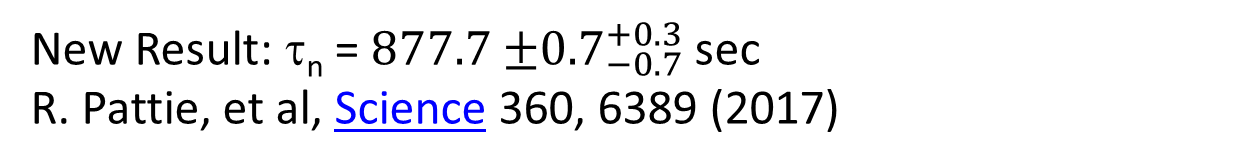 New Result: τₙ = 877.7 ±0.7⁺⁰·³₋₀.₇ sec
R. Pattie, et al, Science 360, 6389 (2017)